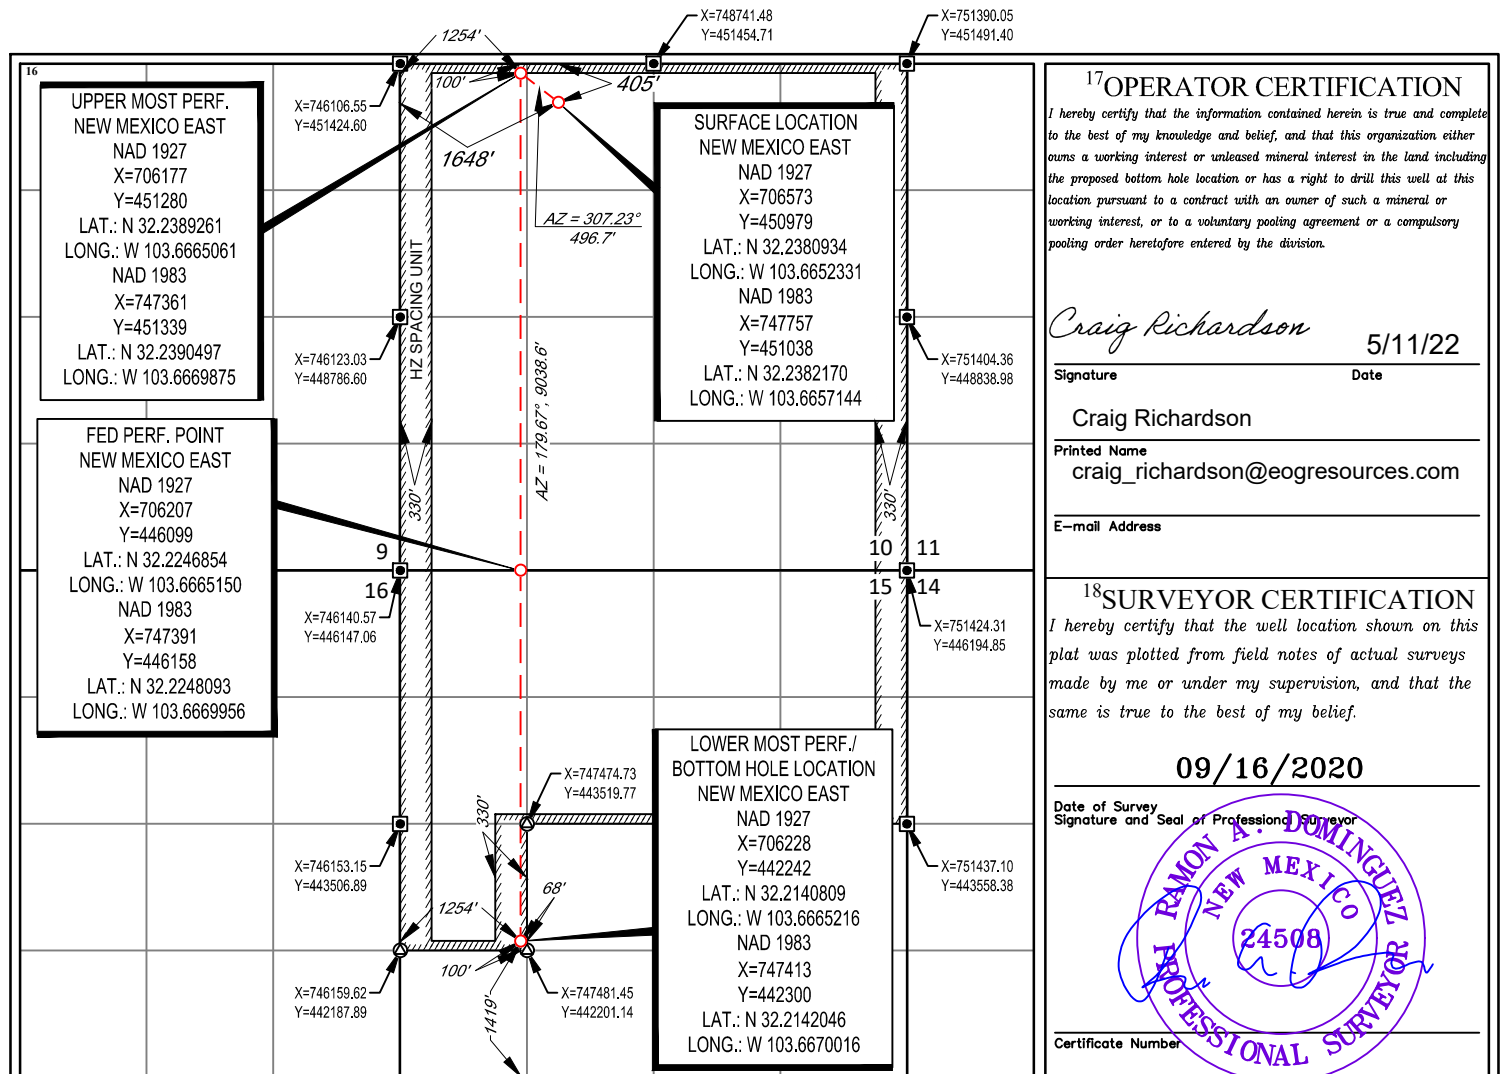 16
1254'
X=748741.48
Y=451454.71
X=751390.05
Y=451491.40
X=746106.55
Y=451424.60
100'
405'
1648'
AZ = 307.23°
496.7'
UPPER MOST PERF.
NEW MEXICO EAST
NAD 1927
X=706177
Y=451280
LAT.: N 32.2389261
LONG.: W 103.6665061
NAD 1983
X=747361
Y=451339
LAT.: N 32.2390497
LONG.: W 103.6669875
SURFACE LOCATION
NEW MEXICO EAST
NAD 1927
X=706573
Y=450979
LAT.: N 32.2380934
LONG.: W 103.6652331
NAD 1983
X=747757
Y=451038
LAT.: N 32.2382170
LONG.: W 103.6657144
HZ SPACING UNIT
X=746123.03
Y=448786.60
AZ = 179.67°, 9038.6'
X=751404.36
Y=448838.98
330'
330'
FED PERF. POINT
NEW MEXICO EAST
NAD 1927
X=706207
Y=446099
LAT.: N 32.2246854
LONG.: W 103.6665150
NAD 1983
X=747391
Y=446158
LAT.: N 32.2248093
LONG.: W 103.6669956
9
16
10
11
15
14
X=746140.57
Y=446147.06
X=751424.31
Y=446194.85
X=747474.73
Y=443519.77
330'
X=746153.15
Y=443506.89
X=751437.10
Y=443558.38
1254'
68'
100'
1419'
X=746159.62
Y=442187.89
X=747481.45
Y=442201.14
LOWER MOST PERF./
BOTTOM HOLE LOCATION
NEW MEXICO EAST
NAD 1927
X=706228
Y=442242
LAT.: N 32.2140809
LONG.: W 103.6665216
NAD 1983
X=747413
Y=442300
LAT.: N 32.2142046
LONG.: W 103.6670016
17 OPERATOR CERTIFICATION
I hereby certify that the information contained herein is true and complete
to the best of my knowledge and belief, and that this organization either
owns a working interest or unleased mineral interest in the land including
the proposed bottom hole location or has a right to drill this well at this
location pursuant to a contract with an owner of such a mineral or
working interest, or to a voluntary pooling agreement or a compulsory
pooling order heretofore entered by the division.
Craig Richardson
5/11/22
Signature Date
Craig Richardson
Printed Name
craig_richardson@eogresources.com
E-mail Address
18 SURVEYOR CERTIFICATION
I hereby certify that the well location shown on this
plat was plotted from field notes of actual surveys
made by me or under my supervision, and that the
same is true to the best of my belief.
09/16/2020
Date of Survey
Signature and Seal of Professional Surveyor
RAMON A. DOMINGUEZ
NEW MEXICO
24508
PROFESSIONAL SURVEYOR
Certificate Number